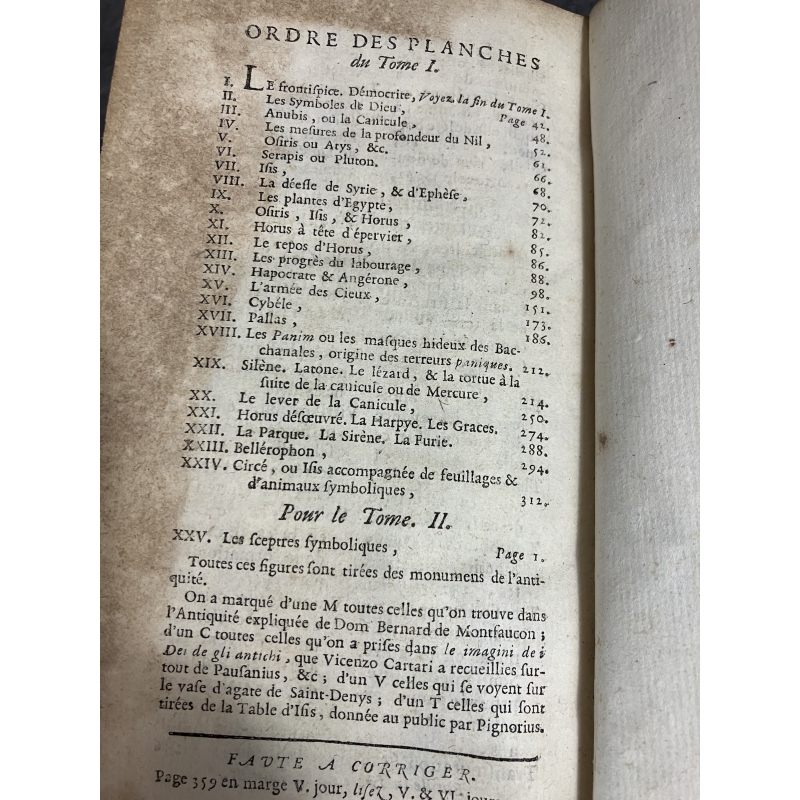 ORDRE DES PLANCHES
du Tome I.
I. LE frontiſpice. Démocrite, Voyez la fin du Tome I.
II. Les Symboles de Dieu, Page 42.
III. Anubis, ou la Canicule, 48.
IV. Les meſures de la profondeur du Nil, 52.
V. Oſiris ou Atys, &c. 61.
VI. Serapis ou Pluton. 66.
VII. Iſis, 68.
VIII. La déeſſe de Syrie, & d'Ephèſe, 70.
IX. Les plantes d'Egypte, 72.
X. Oſiris, Iſis, & Horus, 82.
XI. Horus à tête d'épervier, 85.
XII. Le repos d'Horus, 86.
XIII. Les progrès du labourage, 88.
XIV. Hapocrate & Angérone, 98.
XV. L'armée des Cieux, 151.
XVI. Cybéle, 173.
XVII. Pallas, 186.
XVIII. Les Panim ou les maſques hideux des Bac-
chanales, origine des terreurs paniques. 212.
XIX. Silène. Latone. Le lézard, & la tortue à la
ſuite de la canicule ou de Mercure, 214.
XX. Le lever de la Canicule, 250.
XXI. Horus déſœuvré. La Harpye. Les Graces. 274.
XXII. La Parque. La Sirène. La Furie. 288.
XXIII. Bellérophon, 294.
XXIV. Circé, ou Iſis accompagnée de feuillages &
d'animaux ſymboliques, 312.
Pour le Tome. II.
XXV. Les ſceptres ſymboliques, Page 1.
Toutes ces figures ſont tirées des monumens de l'anti-
quité.
On a marqué d'une M toutes celles qu'on trouve dans
l'Antiquité expliquée de Dom Bernard de Montfaucon ;
d'un C toutes celles qu'on a priſes dans le imagini de i
Dei de gli antichi, que Vicenzo Cartari a recueillies ſur-
tout de Pauſanius, &c ; d'un V celles qui ſe voyent ſur
le vaſe d'agate de Saint-Denys ; d'un T celles qui ſont
tirées de la Table d'Iſis, donnée au public par Pignorius.
FAVTE A CORRIGER.
Page 359 en marge V. jour, liſez, V. & VI. jour